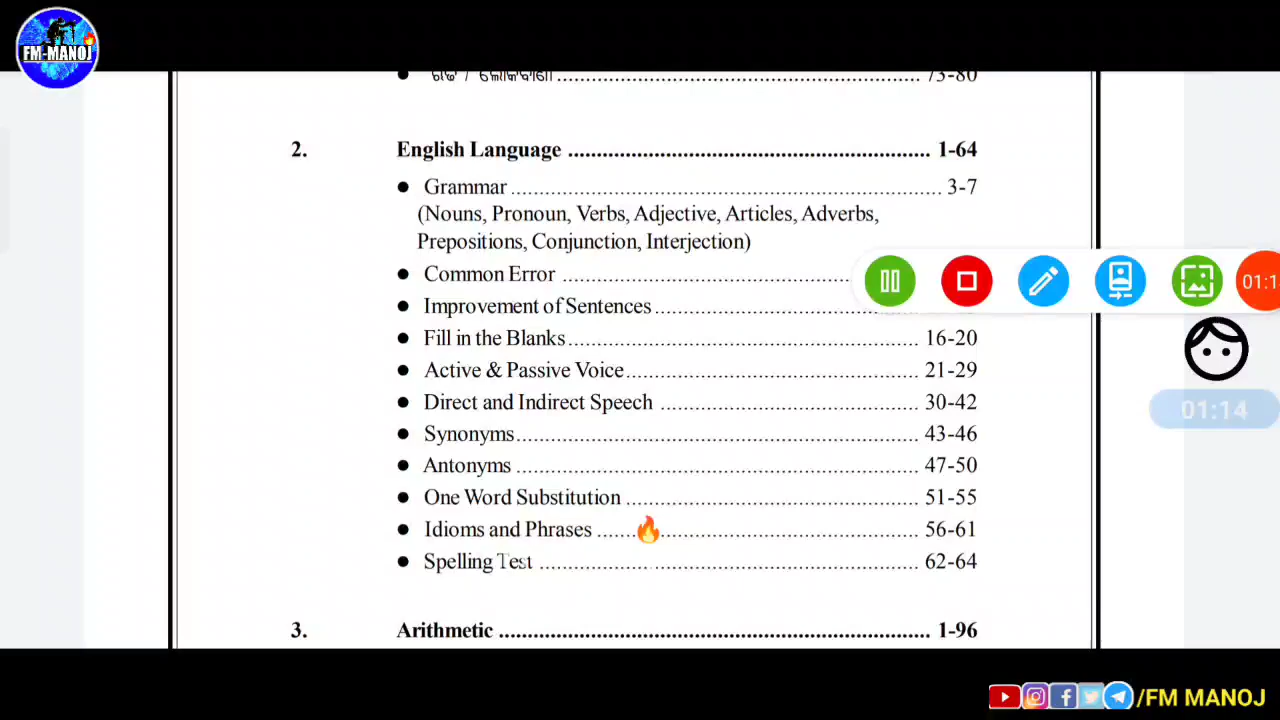 FM-MANOJ
73-80
2. English Language ........ 1-64
● Grammar ........ 3-7
(Nouns, Pronoun, Verbs, Adjective, Articles, Adverbs,
Prepositions, Conjunction, Interjection)
● Common Error ........
● Improvement of Sentences ........
● Fill in the Blanks ........ 16-20
● Active & Passive Voice ........ 21-29
● Direct and Indirect Speech ........ 30-42
● Synonyms ........ 43-46
● Antonyms ........ 47-50
● One Word Substitution ........ 51-55
● Idioms and Phrases ........ 56-61
● Spelling Test ........ 62-64
3. Arithmetic ........ 1-96
01:14
/FM MANOJ